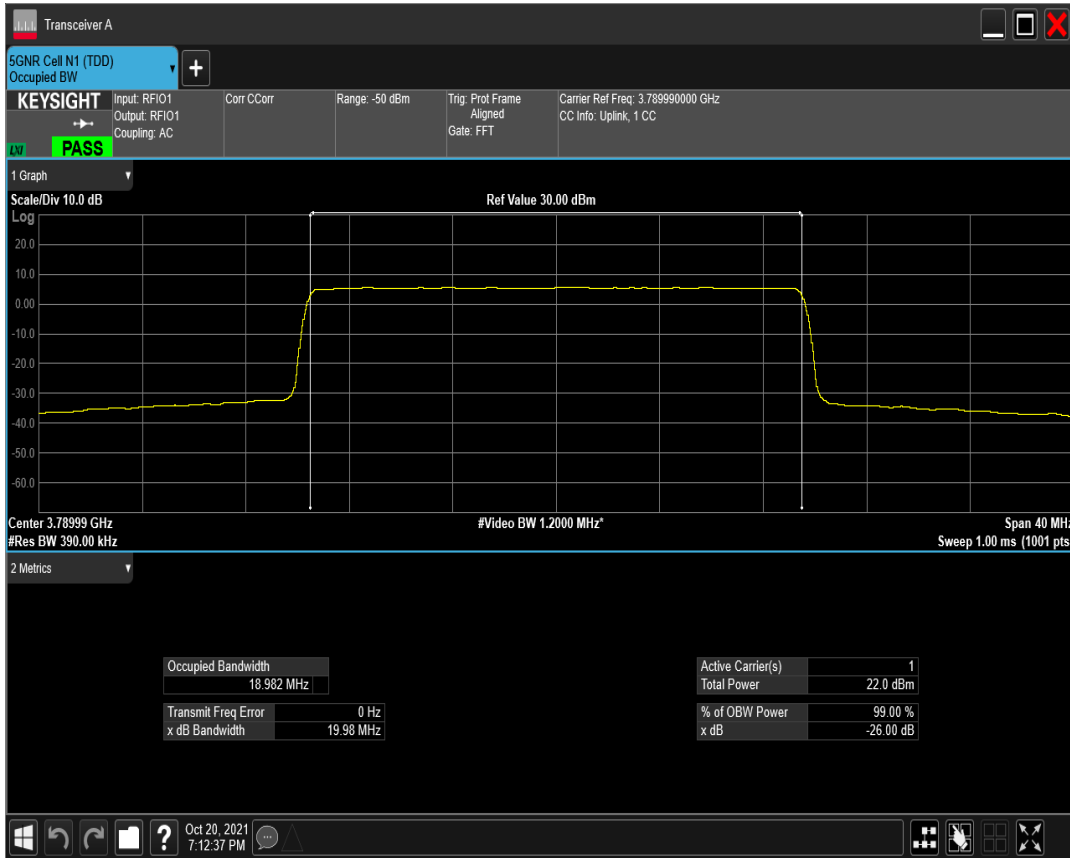 Transceiver A
5GNR Cell N1 (TDD)
Occupied BW
+
KEYSIGHT
LXI
PASS
Input: RFIO1
Output: RFIO1
Coupling: AC
Corr CCorr
Range: -50 dBm
Trig: Prot Frame
Aligned
Gate: FFT
Carrier Ref Freq: 3.789990000 GHz
CC Info: Uplink, 1 CC
1 Graph
Scale/Div 10.0 dB
Ref Value 30.00 dBm
Log
20.0
10.0
0.00
-10.0
-20.0
-30.0
-40.0
-50.0
-60.0
Center 3.78999 GHz
#Video BW 1.2000 MHz*
Span 40 MHz
#Res BW 390.00 kHz
Sweep 1.00 ms (1001 pts
2 Metrics
Occupied Bandwidth
18.982 MHz
Transmit Freq Error 0 Hz
x dB Bandwidth 19.98 MHz
Active Carrier(s) 1
Total Power 22.0 dBm
% of OBW Power 99.00 %
x dB -26.00 dB
?
Oct 20, 2021
7:12:37 PM